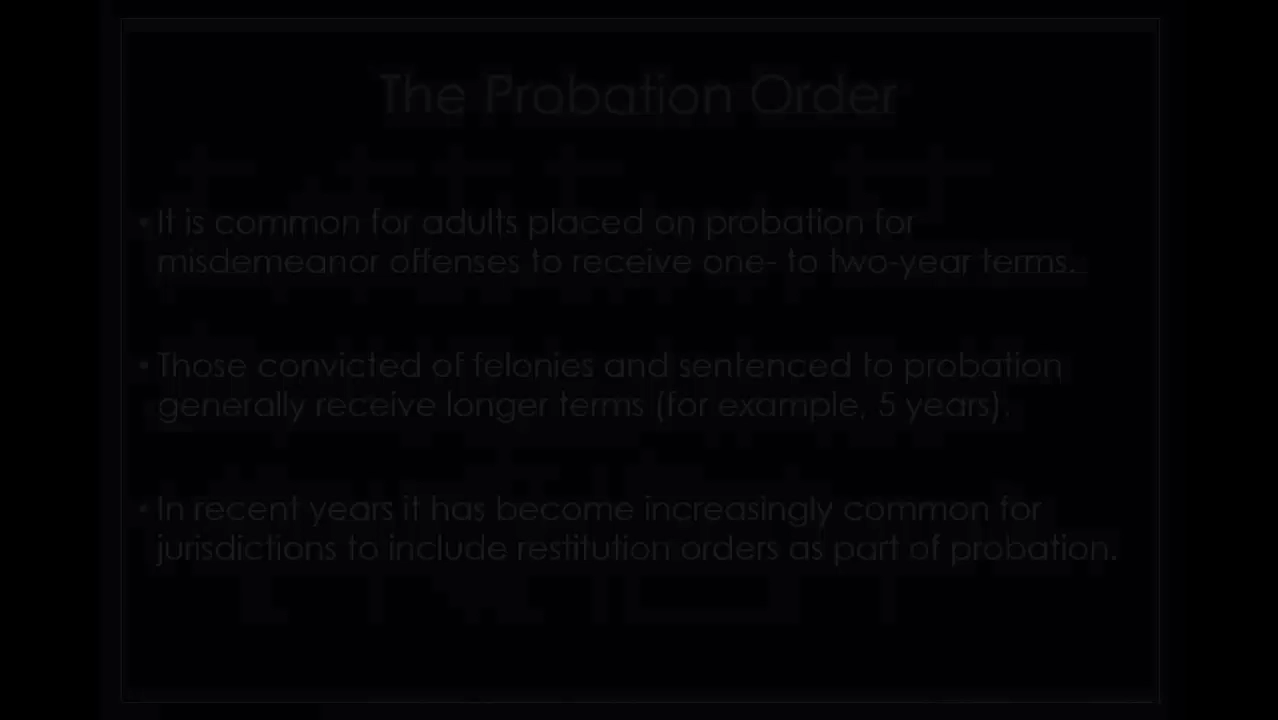 The Probation Order
• It is common for adults placed on probation for
misdemeanor offenses to receive one- to two-year terms.
• Those convicted of felonies and sentenced to probation
generally receive longer terms (for example, 5 years).
• In recent years it has become increasingly common for
jurisdictions to include restitution orders as part of probation.